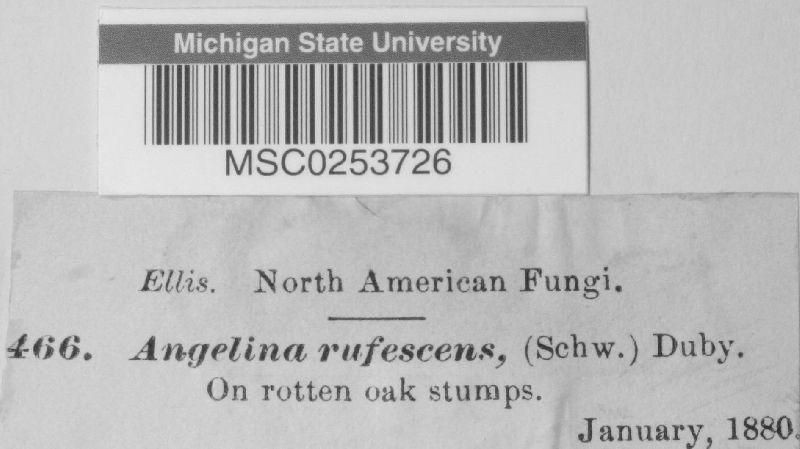 Michigan State University
MSC0253726
Ellis. North American Fungi.
466. Angelina rufescens, (Schw.) Duby.
On rotten oak stumps.
January, 1880.